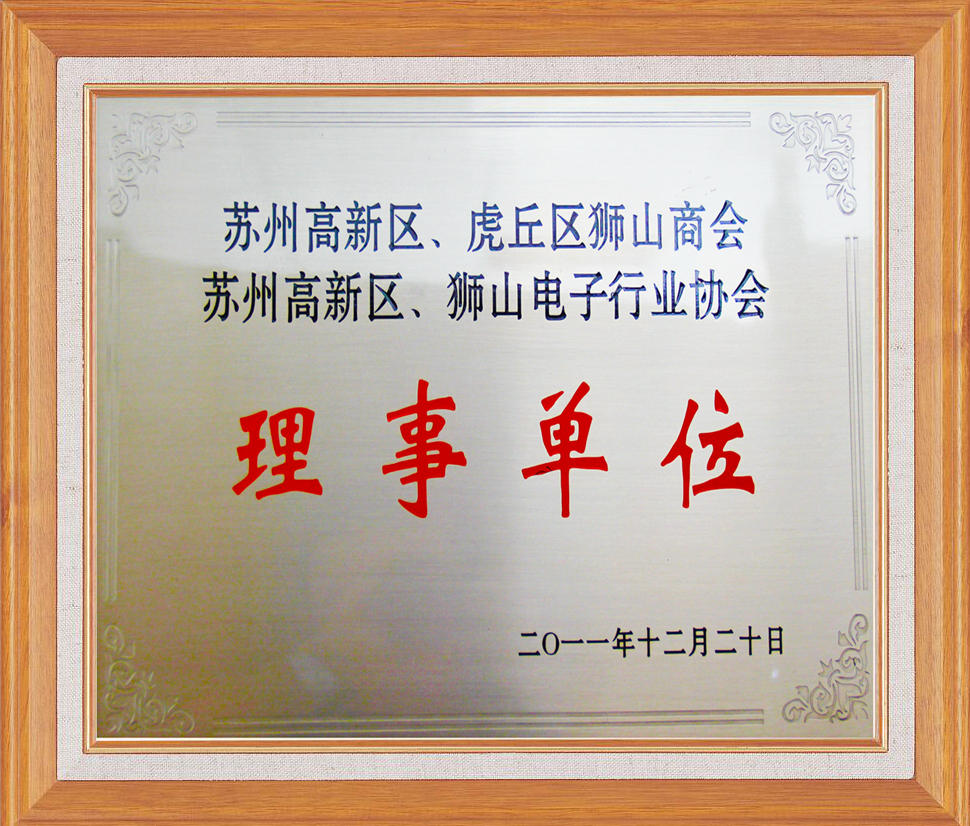 苏州高新区、虎丘区狮山商会
苏州高新区、狮山电子行业协会
理事单位
二〇一一年十二月二十日